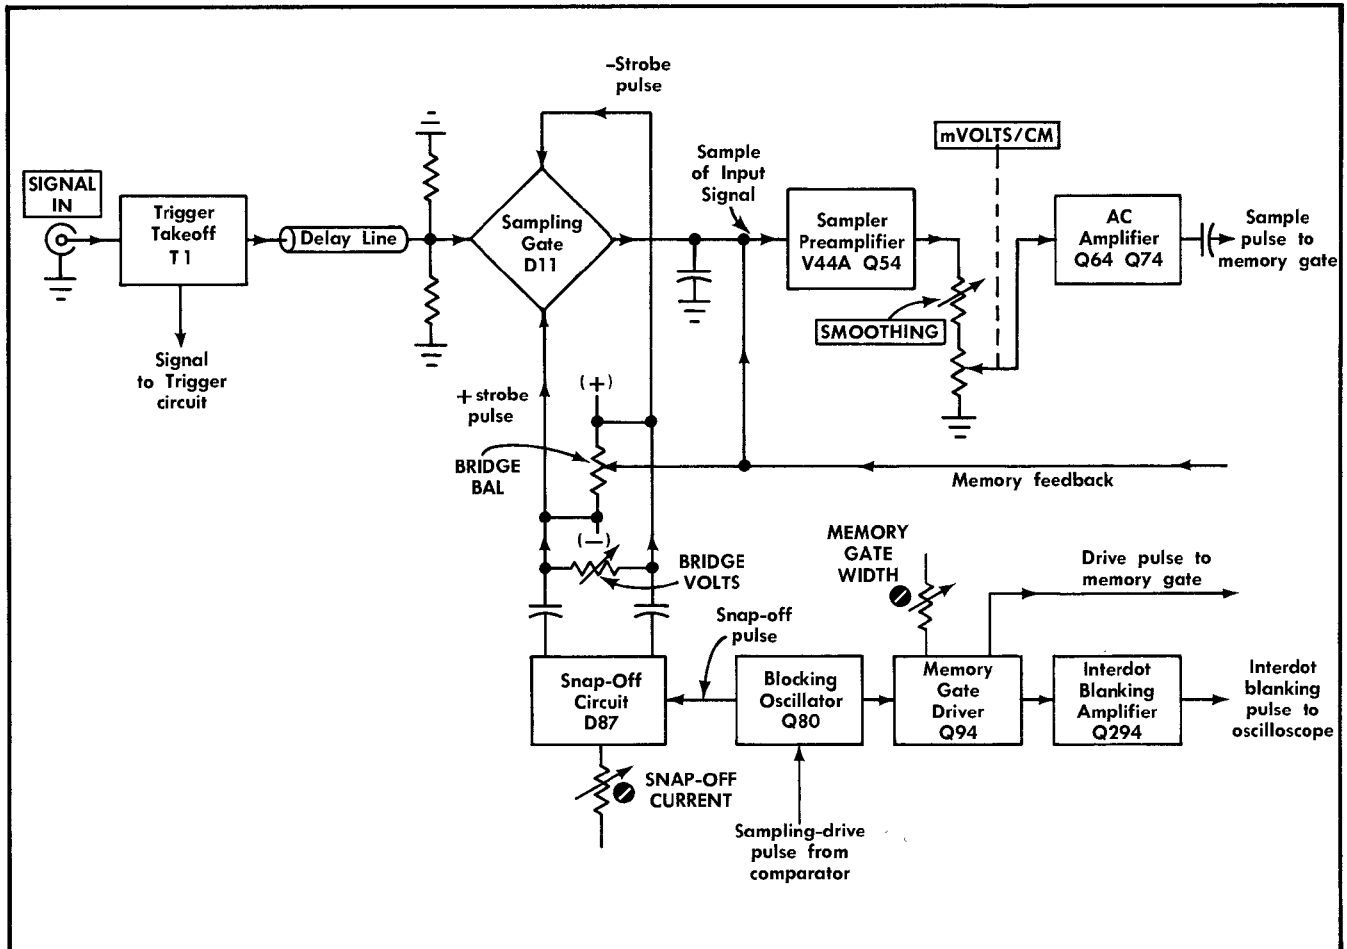 –Strobe
pulse
mVOLTS/CM
SIGNAL
IN
Trigger
Takeoff
T1
Delay Line
Sampling
Gate
D11
Sample
of Input
Signal
Sampler
Preamplifier
V44A Q54
AC
Amplifier
Q64 Q74
Sample
pulse to
memory gate
SMOOTHING
Signal
to Trigger
circuit
+ strobe
pulse
(+)
BRIDGE
BAL
Memory feedback
(—)
BRIDGE
VOLTS
MEMORY
GATE
WIDTH
Drive pulse to
memory gate
Snap-off
pulse
Snap-Off
Circuit
D87
Blocking
Oscillator
Q80
Memory
Gate
Driver
Q94
Interdot
Blanking
Amplifier
Q294
Interdot
blanking
pulse to
oscilloscope
SNAP-OFF
CURRENT
Sampling-drive
pulse from
comparator